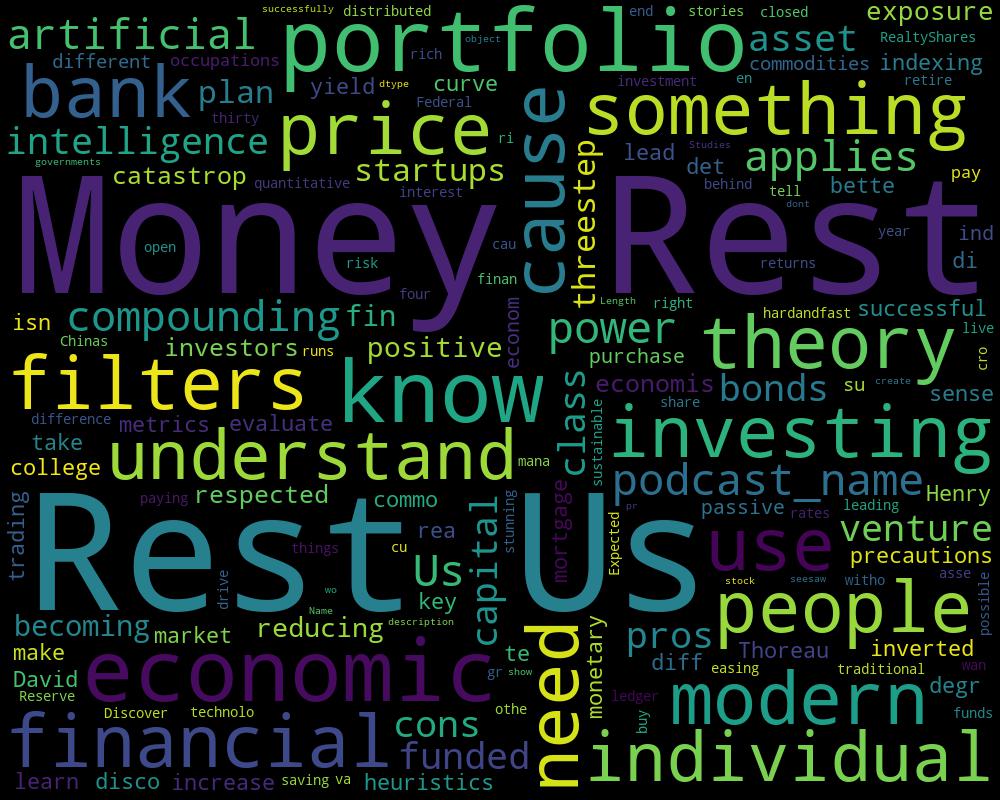 successfully distributed end stories closed exposure
artificial portfolio asset RealtyShares
different occupations rich object commodities indexing
bank plan yield dtype curve cause investment en retire
thirty price Federal ri something
intelligence startups threestep lead Studies applies
governments catastrop quantitative interest det behind tell bette pay
Money Rest
open risk cau finan four dont year ind returns di
compounding fin econom Length right hardandfast successful
isn Chinas investors runs positive power purchase theory live cro
filters know class economis bonds su create sense
difference metrics evaluate share sustainable investing
take understand mana podcast_name
college Henry
trading paying respected commo capital stunning mortgage pr passive rates leading
Rest Us
things rea cu Us Expected use venture precautions
drive wo key stock seesaw witho asse possible
becoming market Name reducing description need monetary people
make economic te pros Thoreau inverted
David gr show diff easing traditional wan
Reserve ledger modern degr
Discover technolo othe buy funds
financial cons individual
learn disco increase saving va heuristics funded